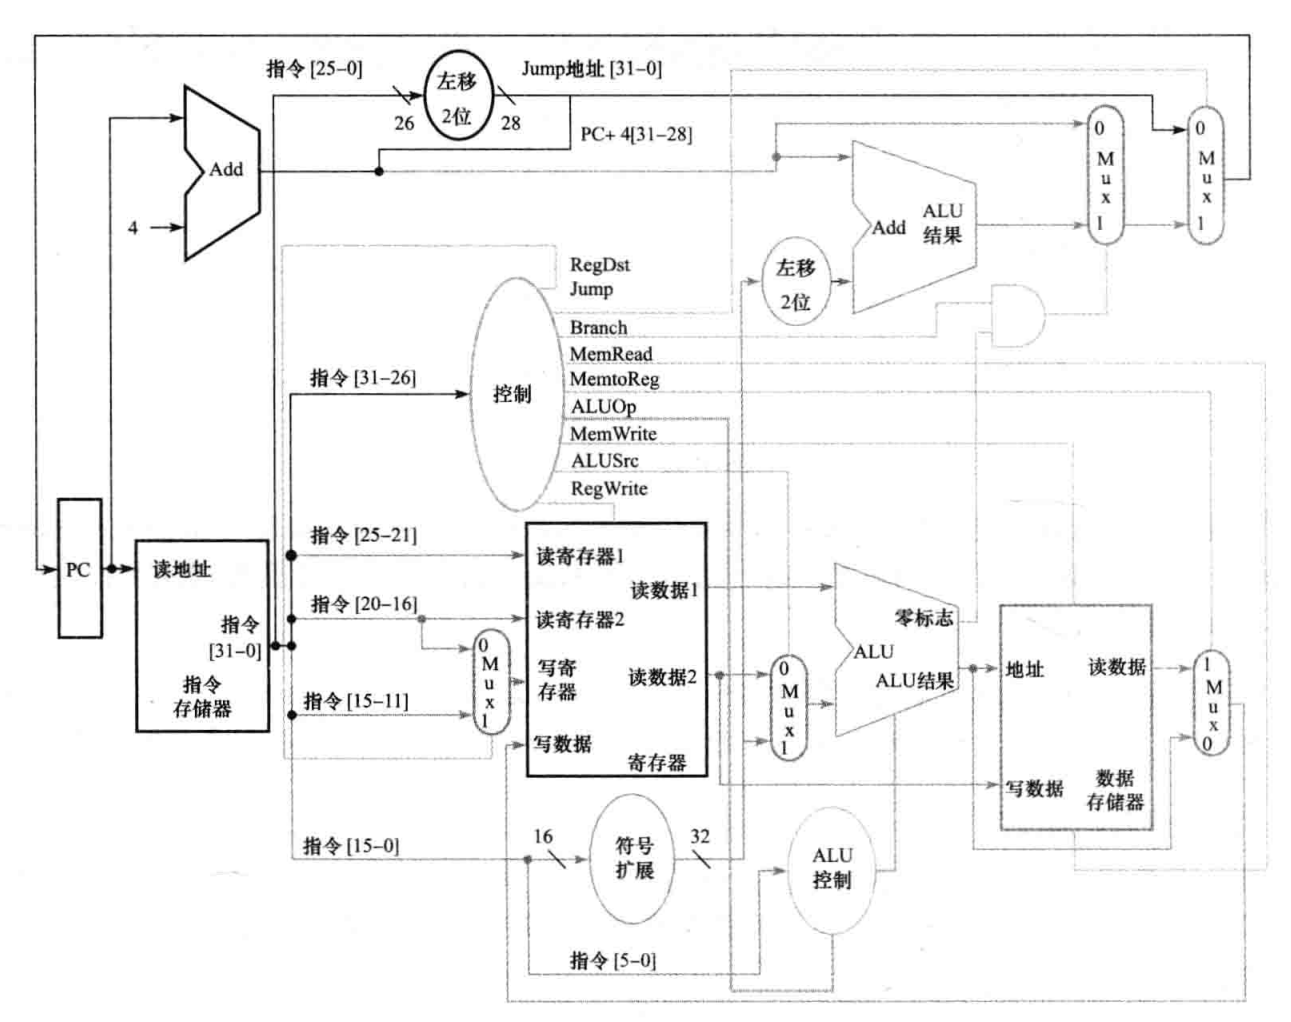 指令 [25–0]
左移
2位
26
28
Jump地址 [31–0]
PC+ 4[31–28]
Add
4
0
M
u
x
1
0
M
u
x
1
Add
ALU
结果
左移
2位
RegDst
Jump
Branch
MemRead
MemtoReg
ALUOp
MemWrite
ALUSrc
RegWrite
控制
指令 [31–26]
PC
读地址
指令
[31–0]
指令
存储器
指令 [25–21]
指令 [20–16]
指令 [15–11]
0
M
u
x
1
读寄存器1
读寄存器2
写寄
存器
写数据
读数据1
读数据2
寄存器
0
M
u
x
1
零标志
ALU
ALU结果
地址
读数据
写数据
数据
存储器
1
M
u
x
0
指令 [15–0]
16
符号
扩展
32
ALU
控制
指令 [5–0]